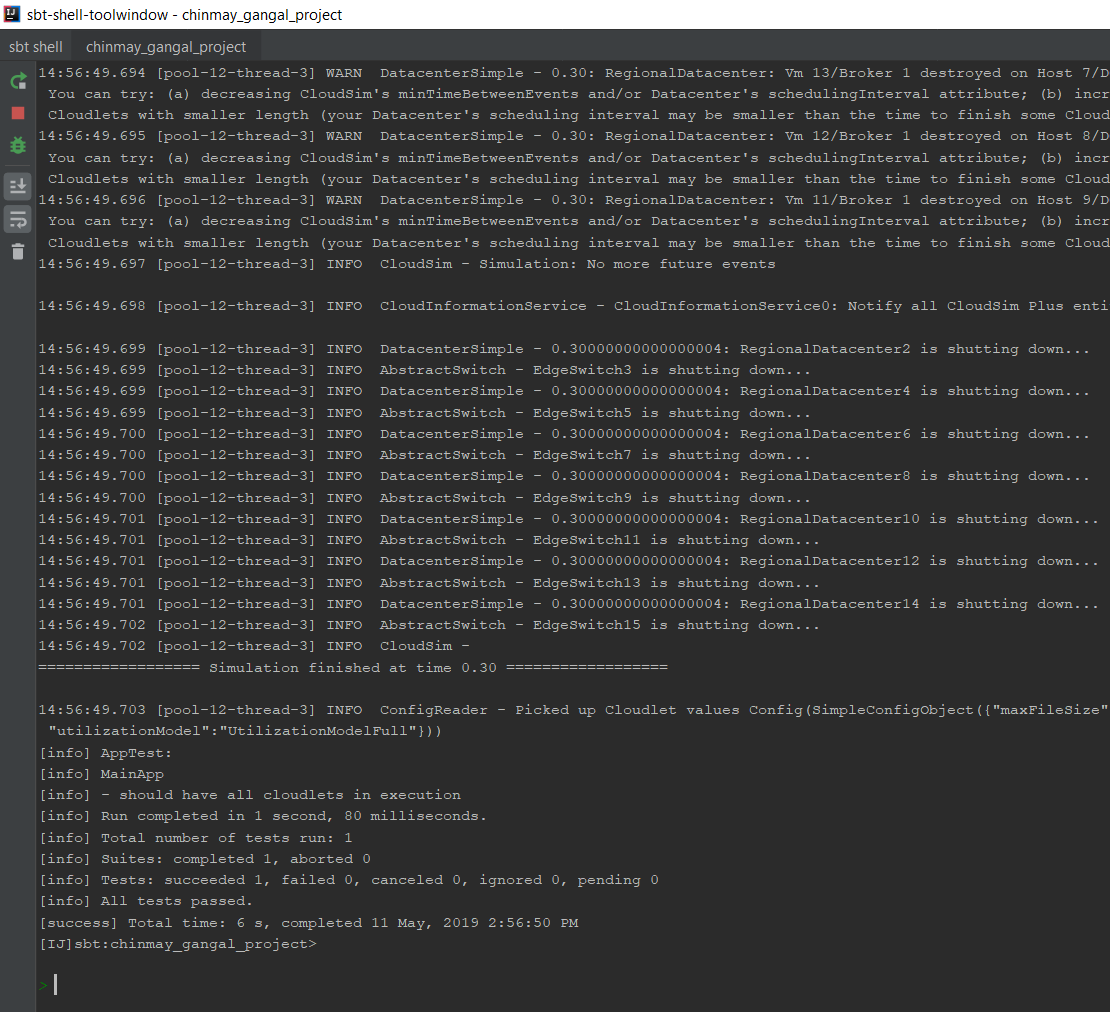 sbt-shell-toolwindow - chinmay_gangal_project
sbt shell chinmay_gangal_project
14:56:49.694 [pool-12-thread-3] WARN  DatacenterSimple - 0.30: RegionalDatacenter: Vm 13/Broker 1 destroyed on Host 7/D
You can try: (a) decreasing CloudSim's minTimeBetweenEvents and/or Datacenter's schedulingInterval attribute; (b) incr
Cloudlets with smaller length (your Datacenter's scheduling interval may be smaller than the time to finish some Cloud
14:56:49.695 [pool-12-thread-3] WARN  DatacenterSimple - 0.30: RegionalDatacenter: Vm 12/Broker 1 destroyed on Host 8/D
You can try: (a) decreasing CloudSim's minTimeBetweenEvents and/or Datacenter's schedulingInterval attribute; (b) incr
Cloudlets with smaller length (your Datacenter's scheduling interval may be smaller than the time to finish some Cloud
14:56:49.696 [pool-12-thread-3] WARN  DatacenterSimple - 0.30: RegionalDatacenter: Vm 11/Broker 1 destroyed on Host 9/D
You can try: (a) decreasing CloudSim's minTimeBetweenEvents and/or Datacenter's schedulingInterval attribute; (b) incr
Cloudlets with smaller length (your Datacenter's scheduling interval may be smaller than the time to finish some Cloud
14:56:49.697 [pool-12-thread-3] INFO  CloudSim - Simulation: No more future events
14:56:49.698 [pool-12-thread-3] INFO  CloudInformationService - CloudInformationService0: Notify all CloudSim Plus enti
14:56:49.699 [pool-12-thread-3] INFO  DatacenterSimple - 0.30000000000000004: RegionalDatacenter2 is shutting down...
14:56:49.699 [pool-12-thread-3] INFO  AbstractSwitch - EdgeSwitch3 is shutting down...
14:56:49.699 [pool-12-thread-3] INFO  DatacenterSimple - 0.30000000000000004: RegionalDatacenter4 is shutting down...
14:56:49.699 [pool-12-thread-3] INFO  AbstractSwitch - EdgeSwitch5 is shutting down...
14:56:49.700 [pool-12-thread-3] INFO  DatacenterSimple - 0.30000000000000004: RegionalDatacenter6 is shutting down...
14:56:49.700 [pool-12-thread-3] INFO  AbstractSwitch - EdgeSwitch7 is shutting down...
14:56:49.700 [pool-12-thread-3] INFO  DatacenterSimple - 0.30000000000000004: RegionalDatacenter8 is shutting down...
14:56:49.700 [pool-12-thread-3] INFO  AbstractSwitch - EdgeSwitch9 is shutting down...
14:56:49.701 [pool-12-thread-3] INFO  DatacenterSimple - 0.30000000000000004: RegionalDatacenter10 is shutting down...
14:56:49.701 [pool-12-thread-3] INFO  AbstractSwitch - EdgeSwitch11 is shutting down...
14:56:49.701 [pool-12-thread-3] INFO  DatacenterSimple - 0.30000000000000004: RegionalDatacenter12 is shutting down...
14:56:49.701 [pool-12-thread-3] INFO  AbstractSwitch - EdgeSwitch13 is shutting down...
14:56:49.701 [pool-12-thread-3] INFO  DatacenterSimple - 0.30000000000000004: RegionalDatacenter14 is shutting down...
14:56:49.702 [pool-12-thread-3] INFO  AbstractSwitch - EdgeSwitch15 is shutting down...
14:56:49.702 [pool-12-thread-3] INFO  CloudSim -
================== Simulation finished at time 0.30 ==================
14:56:49.703 [pool-12-thread-3] INFO  ConfigReader - Picked up Cloudlet values Config(SimpleConfigObject({"maxFileSize"
"utilizationModel":"UtilizationModelFull"}))
[info] AppTest:
[info] MainApp
[info] - should have all cloudlets in execution
[info] Run completed in 1 second, 80 milliseconds.
[info] Total number of tests run: 1
[info] Suites: completed 1, aborted 0
[info] Tests: succeeded 1, failed 0, canceled 0, ignored 0, pending 0
[info] All tests passed.
[success] Total time: 6 s, completed 11 May, 2019 2:56:50 PM
[IJ]sbt:chinmay_gangal_project>
>